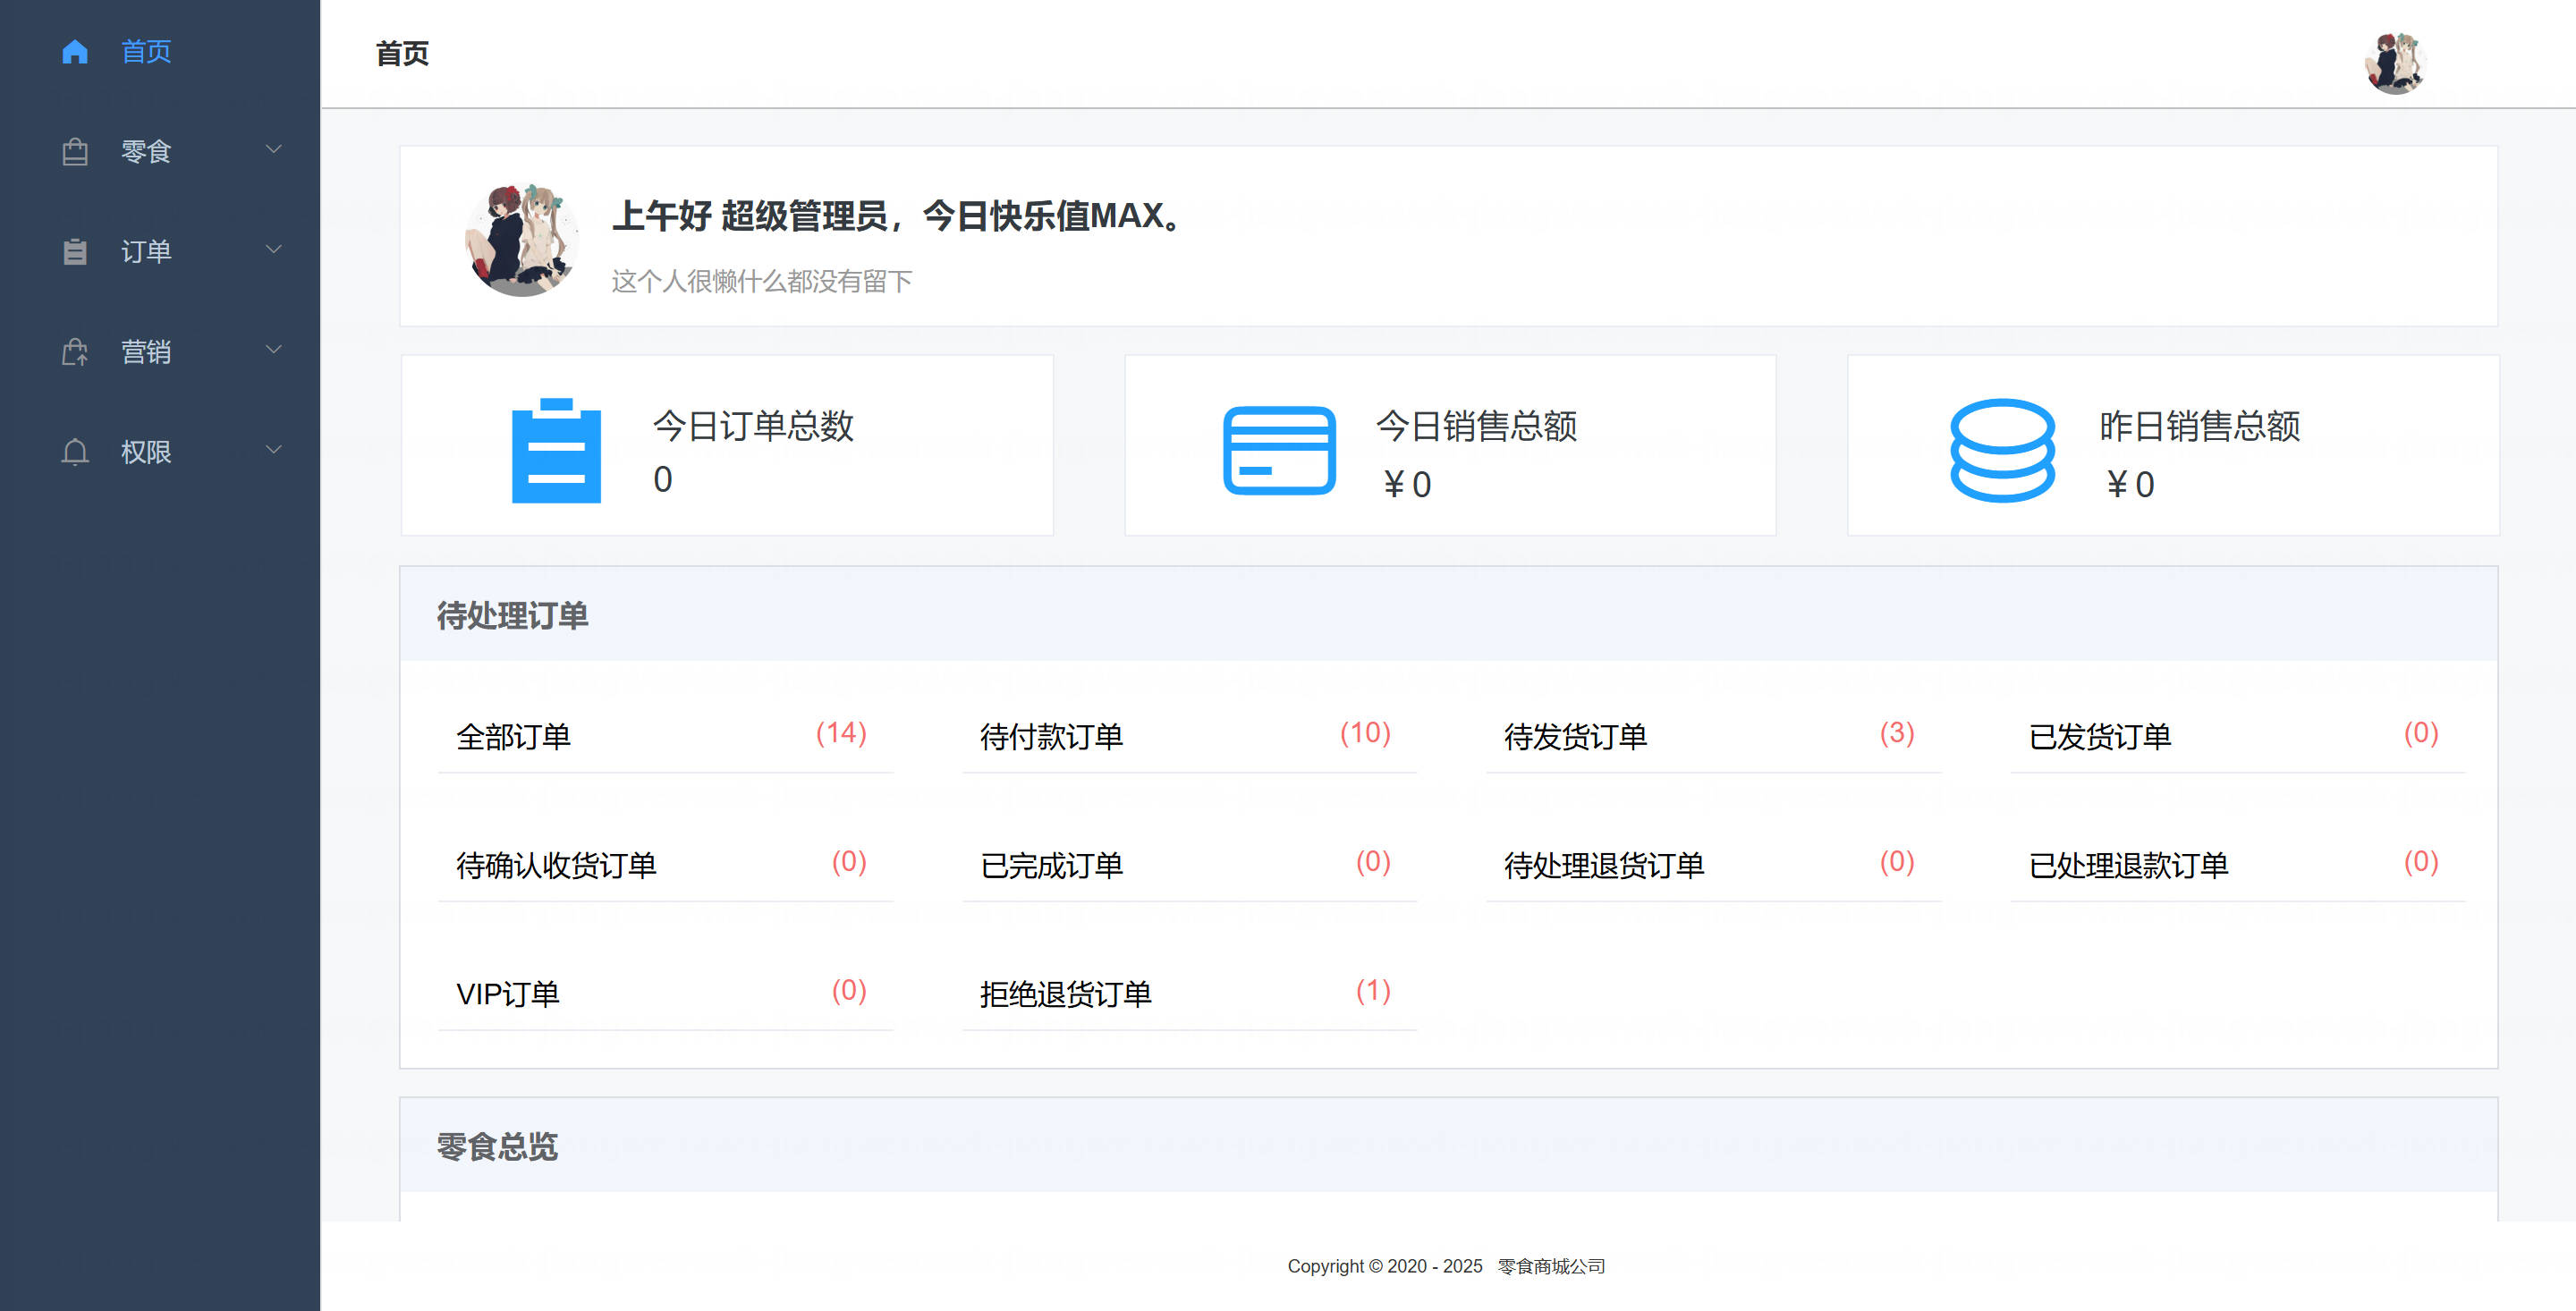 首页
零食
订单
营销
权限
首页
上午好 超级管理员，今日快乐值MAX。
这个人很懒什么都没有留下
今日订单总数
0
今日销售总额
￥0
昨日销售总额
￥0
待处理订单
全部订单 (14)
待付款订单 (10)
待发货订单 (3)
已发货订单 (0)
待确认收货订单 (0)
已完成订单 (0)
待处理退货订单 (0)
已处理退款订单 (0)
VIP订单 (0)
拒绝退货订单 (1)
零食总览
Copyright © 2020 - 2025 零食商城公司